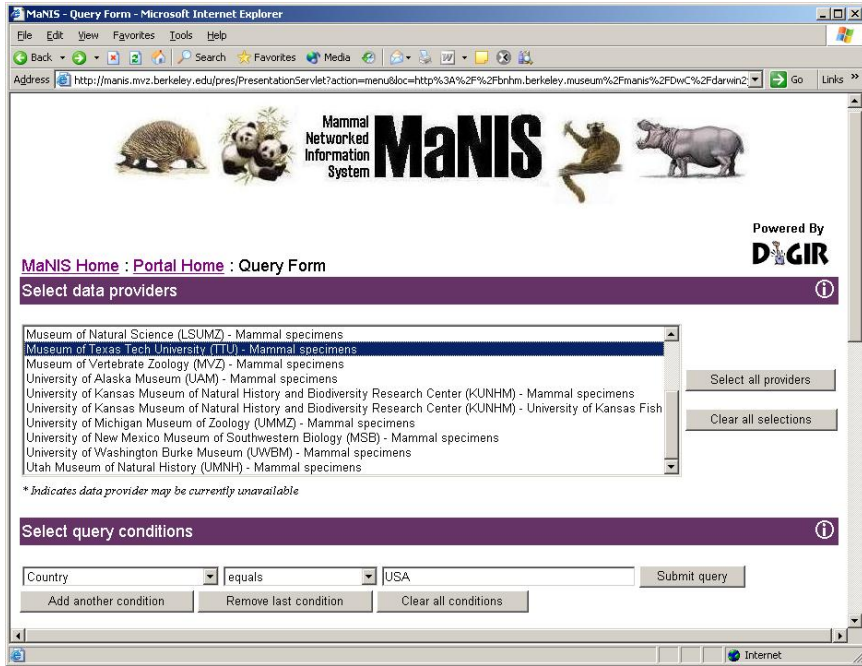 MaNIS - Query Form - Microsoft Internet Explorer
File Edit View Favorites Tools Help
Back Search Favorites Media
Address http://manis.mvz.berkeley.edu/pres/PresentationServlet?action=menu&loc=http%3A%2F%2Fbnhm.berkeley.museum%2Fmanis%2FDwC%2Fdarwin2 Go Links »
Mammal
Networked
Information
System
MaNIS
Powered By
DiGIR
MaNIS Home : Portal Home : Query Form
Select data providers
Museum of Natural Science (LSUMZ) - Mammal specimens
Museum of Texas Tech University (TTU) - Mammal specimens
Museum of Vertebrate Zoology (MVZ) - Mammal specimens
University of Alaska Museum (UAM) - Mammal specimens
University of Kansas Museum of Natural History and Biodiversity Research Center (KUNHM) - Mammal specimens
University of Kansas Museum of Natural History and Biodiversity Research Center (KUNHM) - University of Kansas Fish
University of Michigan Museum of Zoology (UMMZ) - Mammal specimens
University of New Mexico Museum of Southwestern Biology (MSB) - Mammal specimens
University of Washington Burke Museum (UWBM) - Mammal specimens
Utah Museum of Natural History (UMNH) - Mammal specimens
Select all providers
Clear all selections
* Indicates data provider may be currently unavailable
Select query conditions
Country equals USA Submit query
Add another condition Remove last condition Clear all conditions
Internet